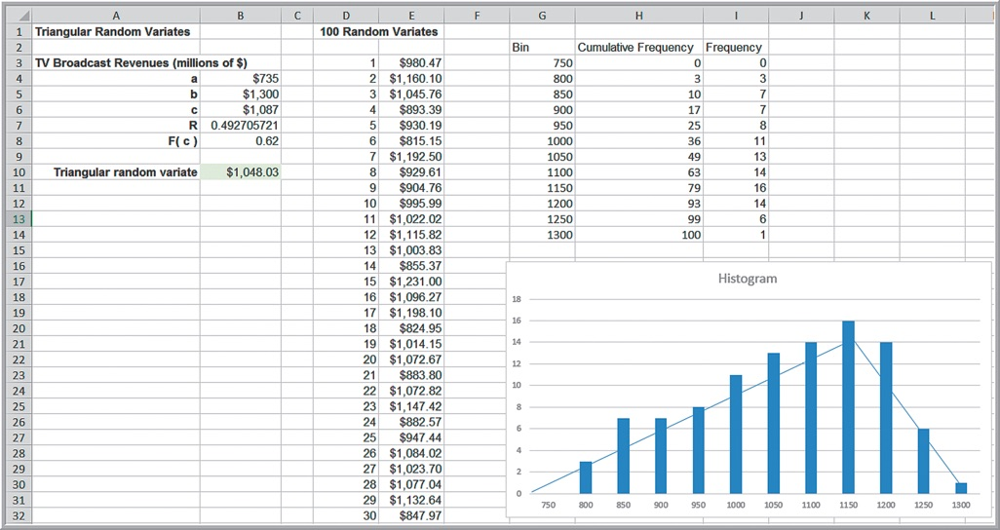 A B C D E F G H I J K L
1 Triangular Random Variates 100 Random Variates
2 Bin Cumulative Frequency Frequency
3 TV Broadcast Revenues (millions of $) 1 $980.47 750 0 0
4 a $735 2 $1,160.10 800 3 3
5 b $1,300 3 $1,045.76 850 10 7
6 c $1,087 4 $893.39 900 17 7
7 R 0.492705721 5 $930.19 950 25 8
8 F( c ) 0.62 6 $815.15 1000 36 11
9 7 $1,192.50 1050 49 13
10 Triangular random variate $1,048.03 8 $929.61 1100 63 14
11 9 $904.76 1150 79 16
12 10 $995.99 1200 93 14
13 11 $1,022.02 1250 99 6
14 12 $1,115.82 1300 100 1
15 13 $1,003.83
16 14 $855.37
17 15 $1,231.00
18 16 $1,096.27
19 17 $1,198.10
20 18 $824.95
21 19 $1,014.15
22 20 $1,072.67
23 21 $883.80
24 22 $1,072.82
25 23 $1,147.42
26 24 $882.57
27 25 $947.44
28 26 $1,084.02
29 27 $1,023.70
30 28 $1,077.04
31 29 $1,132.64
32 30 $847.97
Histogram
18
16
14
12
10
8
6
4
2
0
750 800 850 900 950 1000 1050 1100 1150 1200 1250 1300